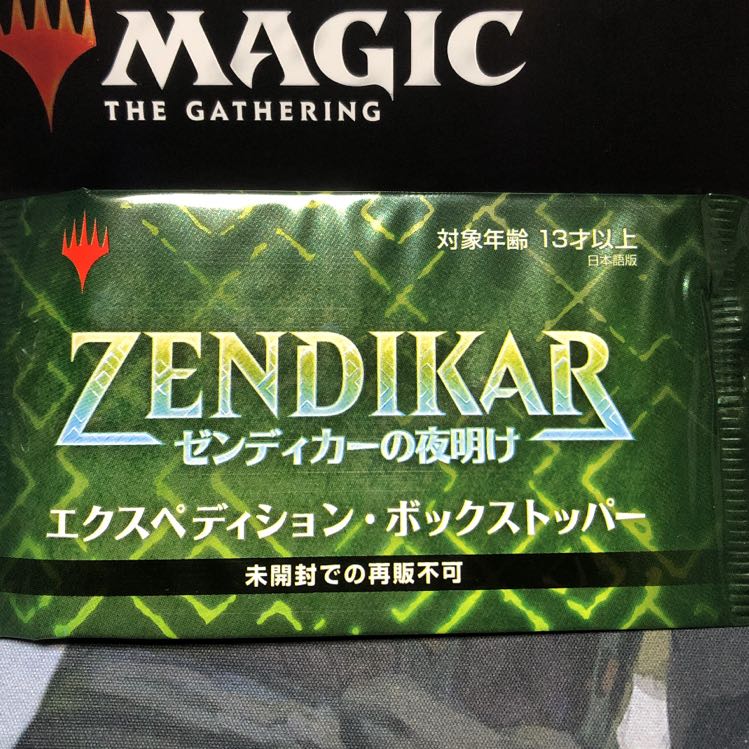 MAGIC
THE GATHERING
対象年齢 13才以上
日本語版
ZENDIKAR
ゼンディカーの夜明け
エクスペディション・ボックストッパー
未開封での再販不可